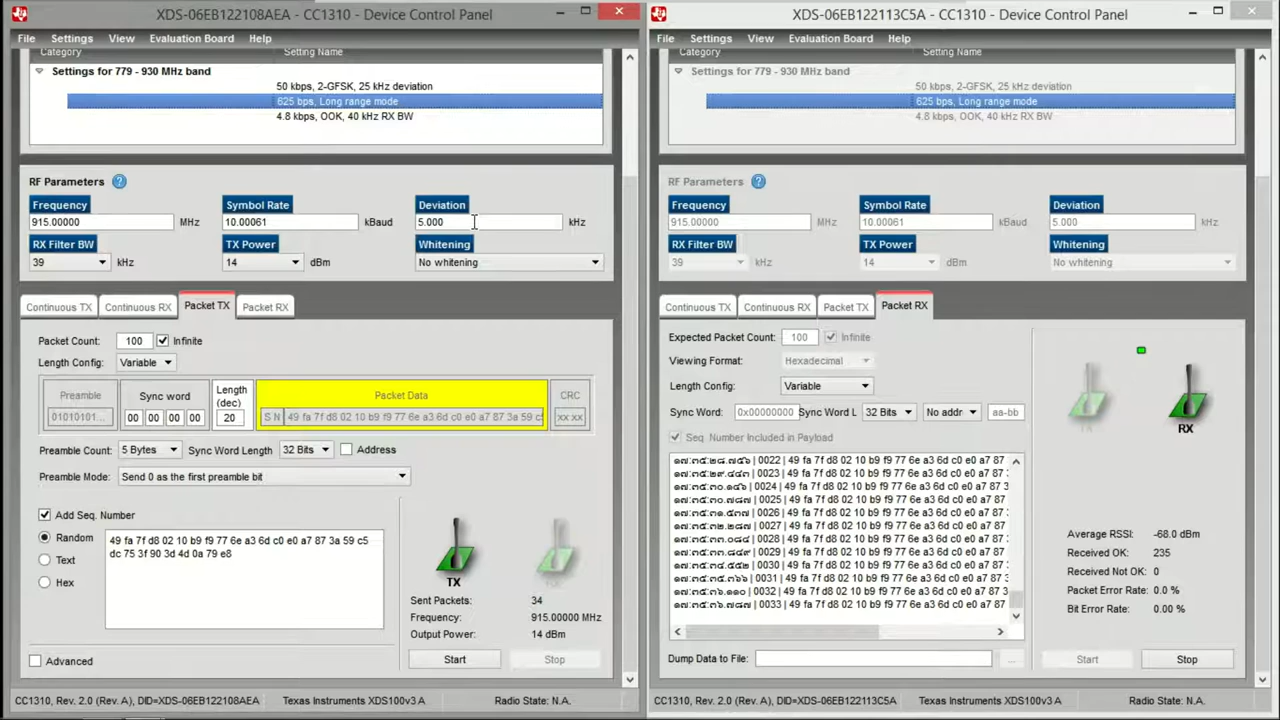 XDS-06EB122108AEA - CC1310 - Device Control Panel
File Settings View Evaluation Board Help
Category Setting Name
Settings for 779 - 930 MHz band
50 kbps, 2-GFSK, 25 kHz deviation
625 bps, Long range mode
4.8 kbps, OOK, 40 kHz RX BW
RF Parameters ?
Frequency Symbol Rate Deviation
915.00000 MHz 10.00061 kBaud 5.000 kHz
RX Filter BW TX Power Whitening
39 kHz 14 dBm No whitening
Continuous TX Continuous RX Packet TX Packet RX
Packet Count: 100 Infinite
Length Config: Variable
Preamble Sync word Length (dec) Packet Data CRC
01010101... 00 00 00 00 20 S N 49 fa 7f d8 02 10 b9 f9 77 6e a3 6d c0 e0 a7 87 3a 59 c5 xx xx
Preamble Count: 5 Bytes Sync Word Length 32 Bits Address
Preamble Mode: Send 0 as the first preamble bit
Add Seq. Number
Random
Text
Hex
49 fa 7f d8 02 10 b9 f9 77 6e a3 6d c0 e0 a7 87 3a 59 c5
dc 75 3f 90 3d 4d 0a 79 e8
TX
Sent Packets: 34
Frequency: 915.00000 MHz
Output Power: 14 dBm
Advanced Start Stop
CC1310, Rev. 2.0 (Rev. A), DID=XDS-06EB122108AEA Texas Instruments XDS100v3 A Radio State: N.A.
XDS-06EB122113C5A - CC1310 - Device Control Panel
File Settings View Evaluation Board Help
Category Setting Name
Settings for 779 - 930 MHz band
50 kbps, 2-GFSK, 25 kHz deviation
625 bps, Long range mode
4.8 kbps, OOK, 40 kHz RX BW
RF Parameters ?
Frequency Symbol Rate Deviation
915.00000 MHz 10.00061 kBaud 5.000 kHz
RX Filter BW TX Power Whitening
39 kHz 14 dBm No whitening
Continuous TX Continuous RX Packet TX Packet RX
Expected Packet Count: 100 Infinite
Viewing Format: Hexadecimal
Length Config: Variable
Sync Word: 0x00000000 Sync Word L 32 Bits No addr aa-bb
Seq. Number Included in Payload
TX RX
| 0022 | 49 fa 7f d8 02 10 b9 f9 77 6e a3 6d c0 e0 a7 87
| 0023 | 49 fa 7f d8 02 10 b9 f9 77 6e a3 6d c0 e0 a7 87
| 0024 | 49 fa 7f d8 02 10 b9 f9 77 6e a3 6d c0 e0 a7 87
| 0025 | 49 fa 7f d8 02 10 b9 f9 77 6e a3 6d c0 e0 a7 87
| 0026 | 49 fa 7f d8 02 10 b9 f9 77 6e a3 6d c0 e0 a7 87
| 0027 | 49 fa 7f d8 02 10 b9 f9 77 6e a3 6d c0 e0 a7 87
| 0028 | 49 fa 7f d8 02 10 b9 f9 77 6e a3 6d c0 e0 a7 87
| 0029 | 49 fa 7f d8 02 10 b9 f9 77 6e a3 6d c0 e0 a7 87
| 0030 | 49 fa 7f d8 02 10 b9 f9 77 6e a3 6d c0 e0 a7 87
| 0031 | 49 fa 7f d8 02 10 b9 f9 77 6e a3 6d c0 e0 a7 87
| 0032 | 49 fa 7f d8 02 10 b9 f9 77 6e a3 6d c0 e0 a7 87
| 0033 | 49 fa 7f d8 02 10 b9 f9 77 6e a3 6d c0 e0 a7 87
Average RSSI: -68.0 dBm
Received OK: 235
Received Not OK: 0
Packet Error Rate: 0.0 %
Bit Error Rate: 0.00 %
Dump Data to File: ... Start Stop
CC1310, Rev. 2.0 (Rev. A), DID=XDS-06EB122113C5A Texas Instruments XDS100v3 A Radio State: N.A.